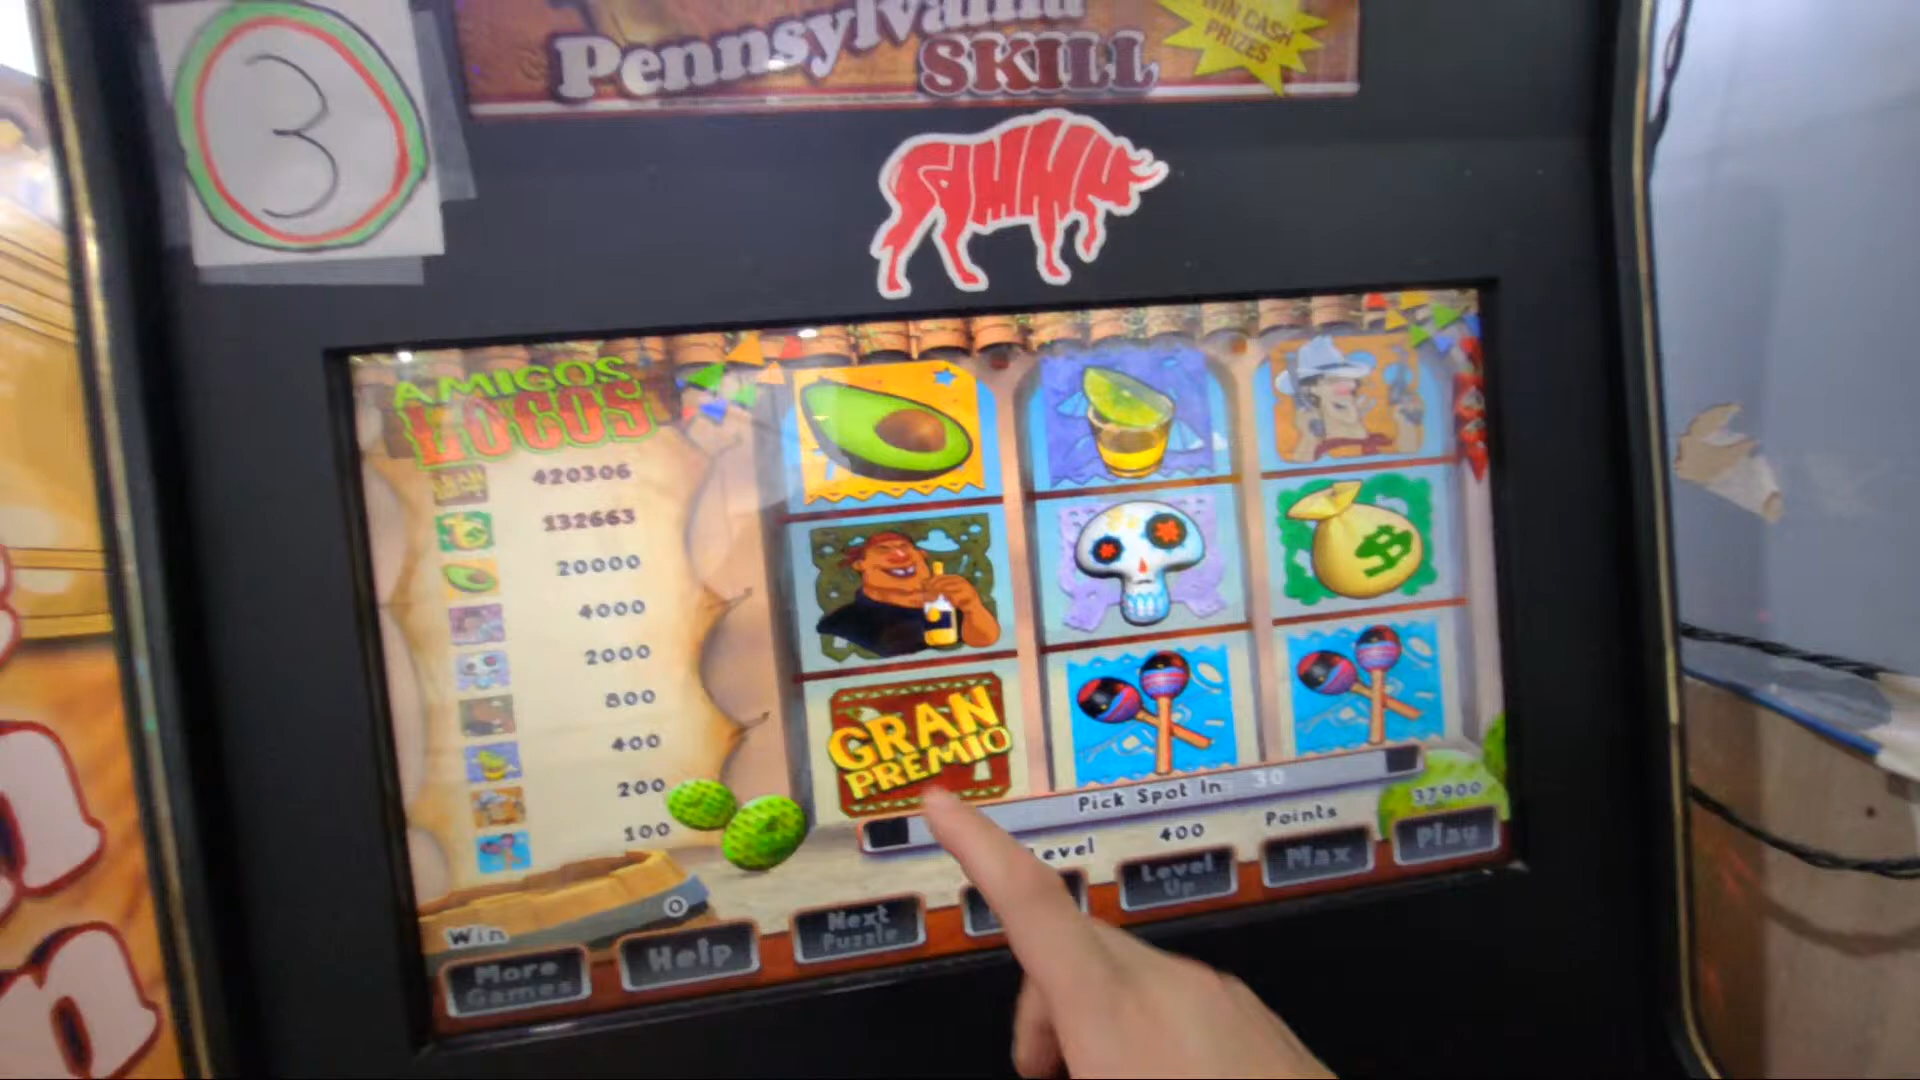 3
Pennsylvania
SKILL
WIN CASH
PRIZES
AMIGOS
LOCOS
420306
132663
20000
4000
2000
800
400
200
100
GRAN
PREMIO
Pick Spot In 30
Level 400 Points 37900
Win 0
More
Games
Help
Next
Puzzle
Level
Up
Max
Play